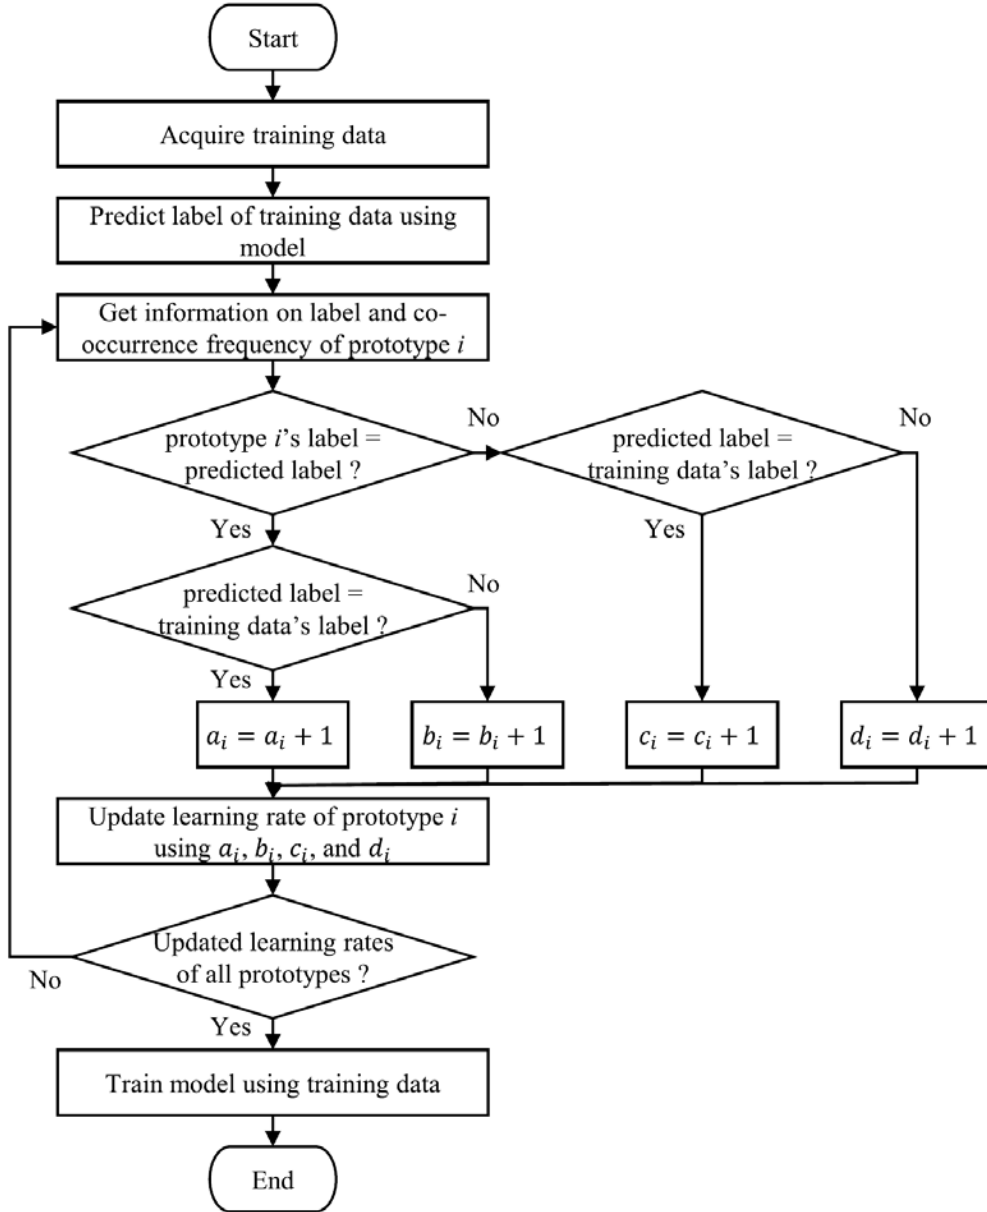 Start
Acquire training data
Predict label of training data using
model
Get information on label and co-
occurrence frequency of prototype i
No
No
prototype i's label =
predicted label ?
predicted label =
training data's label ?
Yes
Yes
No
predicted label =
training data's label ?
Yes
a_i = a_i + 1
b_i = b_i + 1
c_i = c_i + 1
d_i = d_i + 1
Update learning rate of prototype i
using a_i, b_i, c_i, and d_i
Updated learning rates
of all prototypes ?
No
Yes
Train model using training data
End